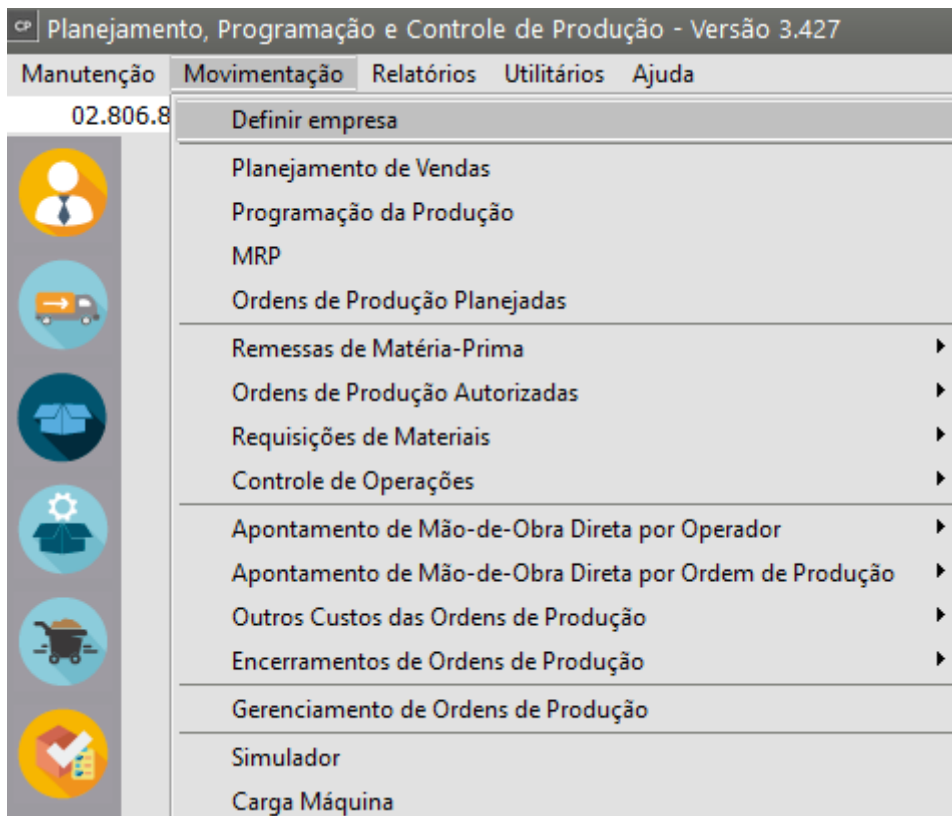 CP Planejamento, Programação e Controle de Produção - Versão 3.427
Manutenção Movimentação Relatórios Utilitários Ajuda
02.806.8
Definir empresa
Planejamento de Vendas
Programação da Produção
MRP
Ordens de Produção Planejadas
Remessas de Matéria-Prima
Ordens de Produção Autorizadas
Requisições de Materiais
Controle de Operações
Apontamento de Mão-de-Obra Direta por Operador
Apontamento de Mão-de-Obra Direta por Ordem de Produção
Outros Custos das Ordens de Produção
Encerramentos de Ordens de Produção
Gerenciamento de Ordens de Produção
Simulador
Carga Máquina